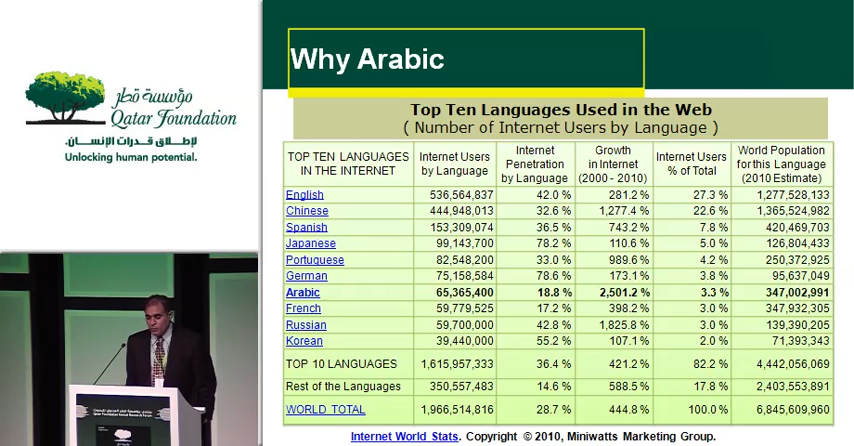 Why Arabic
مؤسسة قطر
Qatar Foundation
لإطلاق قدرات الإنسان.
Unlocking human potential.
Top Ten Languages Used in the Web
( Number of Internet Users by Language )
TOP TEN LANGUAGES IN THE INTERNET | Internet Users by Language | Internet Penetration by Language | Growth in Internet (2000 - 2010) | Internet Users % of Total | World Population for this Language (2010 Estimate)
English 536,564,837 42.0 % 281.2 % 27.3 % 1,277,528,133
Chinese 444,948,013 32.6 % 1,277.4 % 22.6 % 1,365,524,982
Spanish 153,309,074 36.5 % 743.2 % 7.8 % 420,469,703
Japanese 99,143,700 78.2 % 110.6 % 5.0 % 126,804,433
Portuguese 82,548,200 33.0 % 989.6 % 4.2 % 250,372,925
German 75,158,584 78.6 % 173.1 % 3.8 % 95,637,049
Arabic 65,365,400 18.8 % 2,501.2 % 3.3 % 347,002,991
French 59,779,525 17.2 % 398.2 % 3.0 % 347,932,305
Russian 59,700,000 42.8 % 1,825.8 % 3.0 % 139,390,205
Korean 39,440,000 55.2 % 107.1 % 2.0 % 71,393,343
TOP 10 LANGUAGES 1,615,957,333 36.4 % 421.2 % 82.2 % 4,442,056,069
Rest of the Languages 350,557,483 14.6 % 588.5 % 17.8 % 2,403,553,891
WORLD TOTAL 1,966,514,816 28.7 % 444.8 % 100.0 % 6,845,609,960
Internet World Stats. Copyright © 2010, Miniwatts Marketing Group.